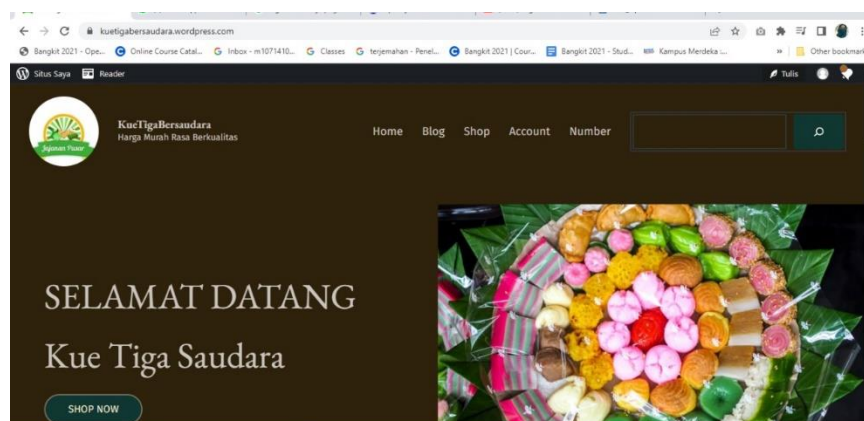 kuetigabersaudara.wordpress.com
Bangkit 2021 - Ope... Online Course Catal... Inbox - m1071410... Classes terjemahan - Penel... Bangkit 2021 | Cour... Bangkit 2021 - Stud... Kampus Merdeka :... » Other bookmark
Situs Saya Reader Tulis
KueTigaBersaudara
Harga Murah Rasa Berkualitas
Home Blog Shop Account Number
Jajanan Pasar
SELAMAT DATANG
Kue Tiga Saudara
SHOP NOW